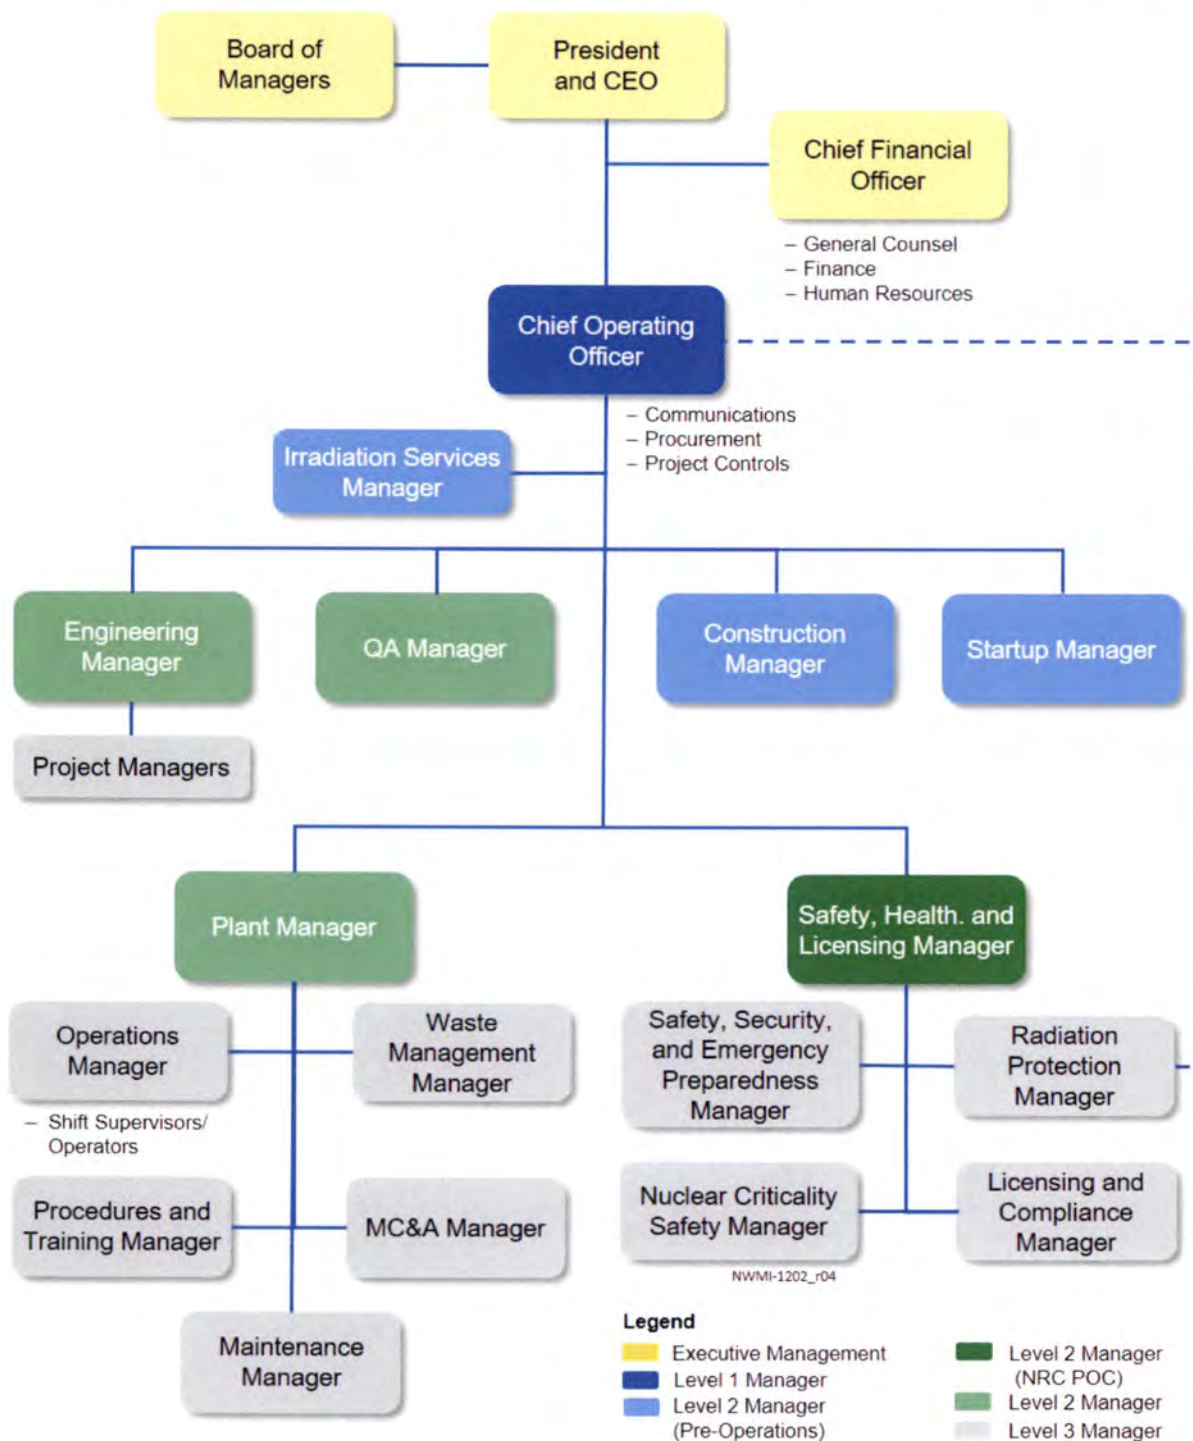 Board of
Managers
President
and CEO
Chief Financial
Officer
– General Counsel
– Finance
– Human Resources
Chief Operating
Officer
– Communications
– Procurement
– Project Controls
Irradiation Services
Manager
Engineering
Manager
QA Manager
Construction
Manager
Startup Manager
Project Managers
Plant Manager
Safety, Health. and
Licensing Manager
Operations
Manager
– Shift Supervisors/
Operators
Waste
Management
Manager
Safety, Security,
and Emergency
Preparedness
Manager
Radiation
Protection
Manager
Procedures and
Training Manager
MC&A Manager
Nuclear Criticality
Safety Manager
Licensing and
Compliance
Manager
Maintenance
Manager
NWMI-1202_r04
Legend
Executive Management
Level 1 Manager
Level 2 Manager
(Pre-Operations)
Level 2 Manager
(NRC POC)
Level 2 Manager
Level 3 Manager